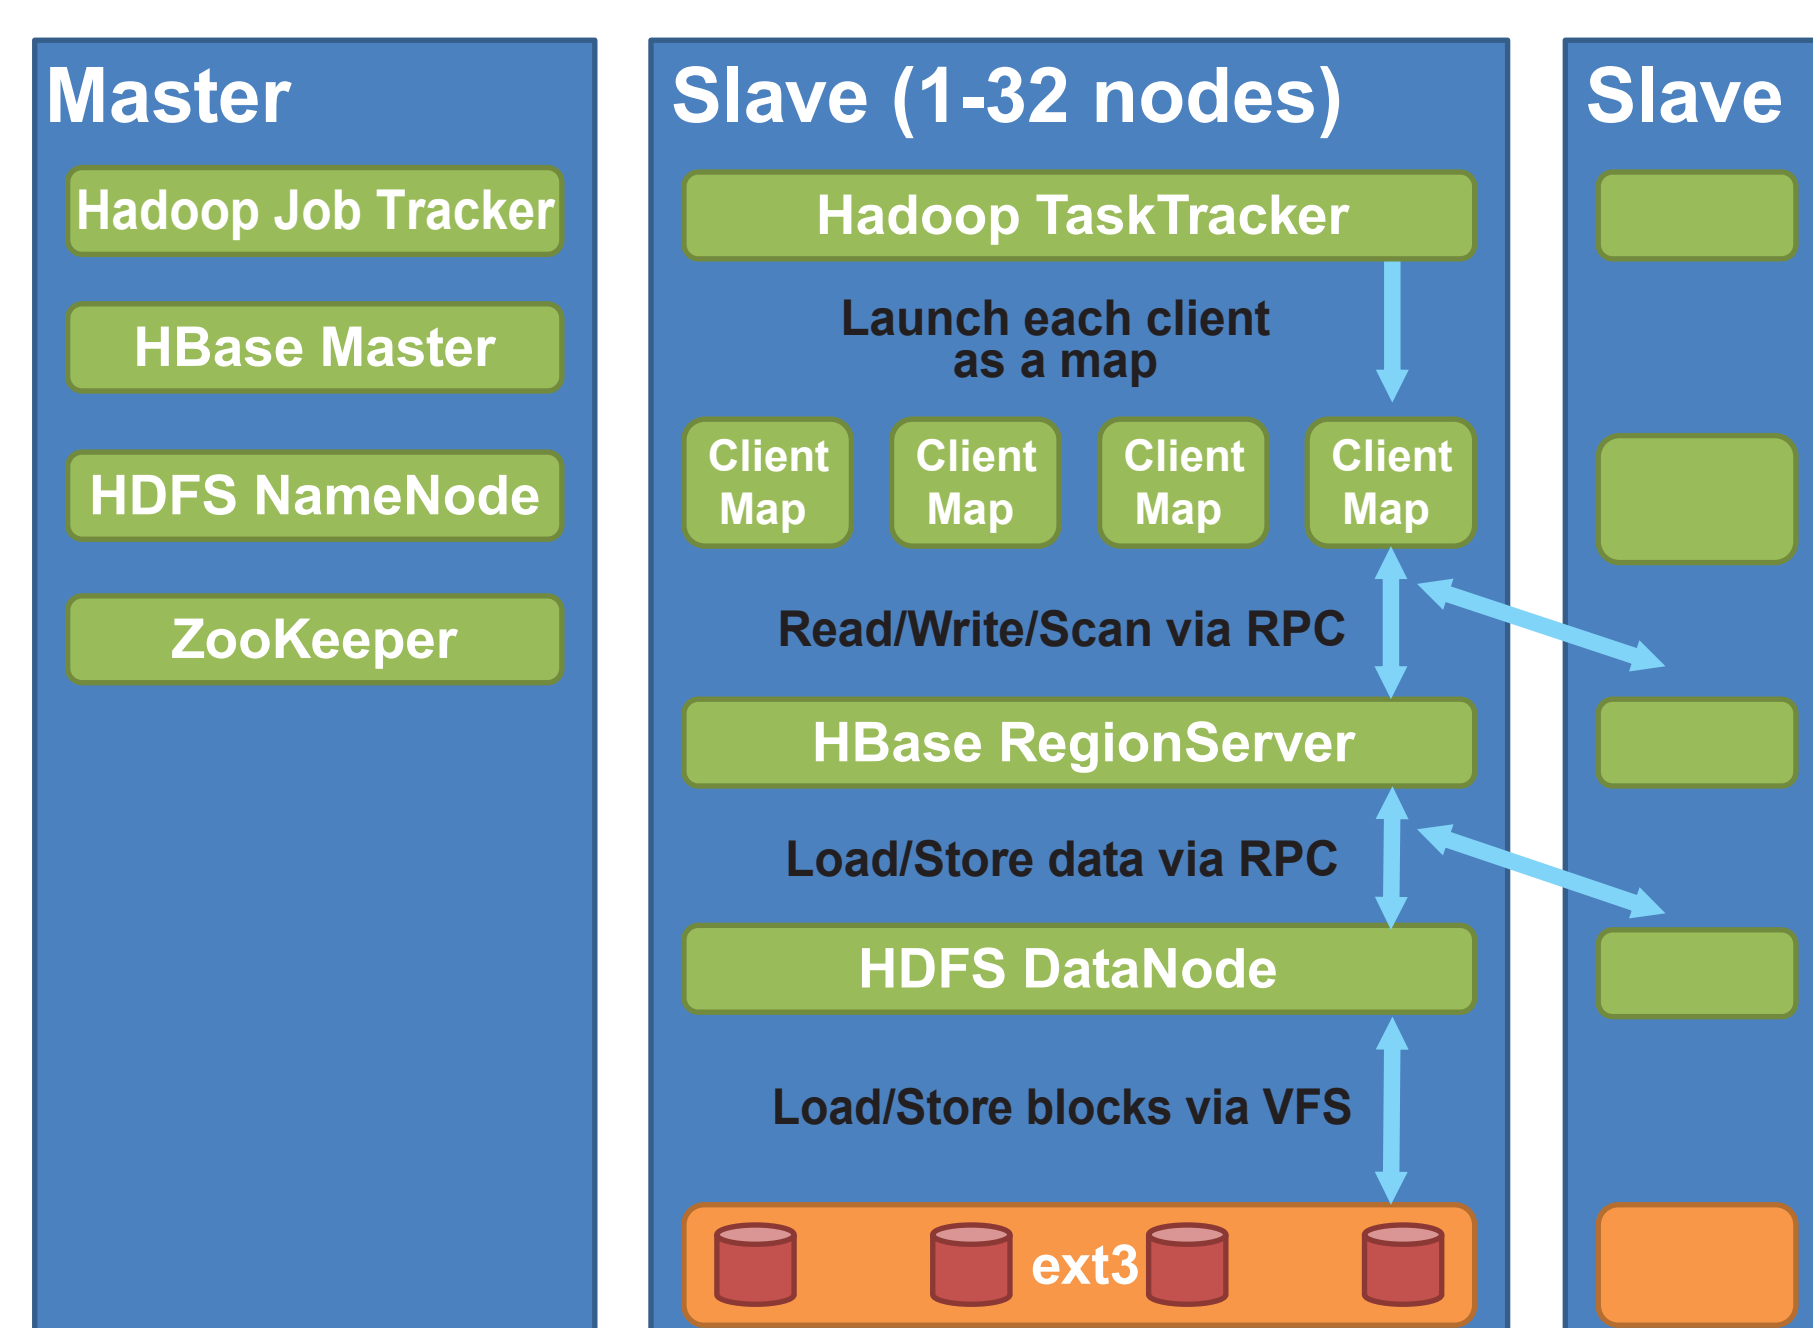 Master
Hadoop Job Tracker
HBase Master
HDFS NameNode
ZooKeeper
Slave (1-32 nodes)
Hadoop TaskTracker
Launch each client
as a map
Client
Map
Client
Map
Client
Map
Client
Map
Read/Write/Scan via RPC
HBase RegionServer
Load/Store data via RPC
HDFS DataNode
Load/Store blocks via VFS
ext3
Slave